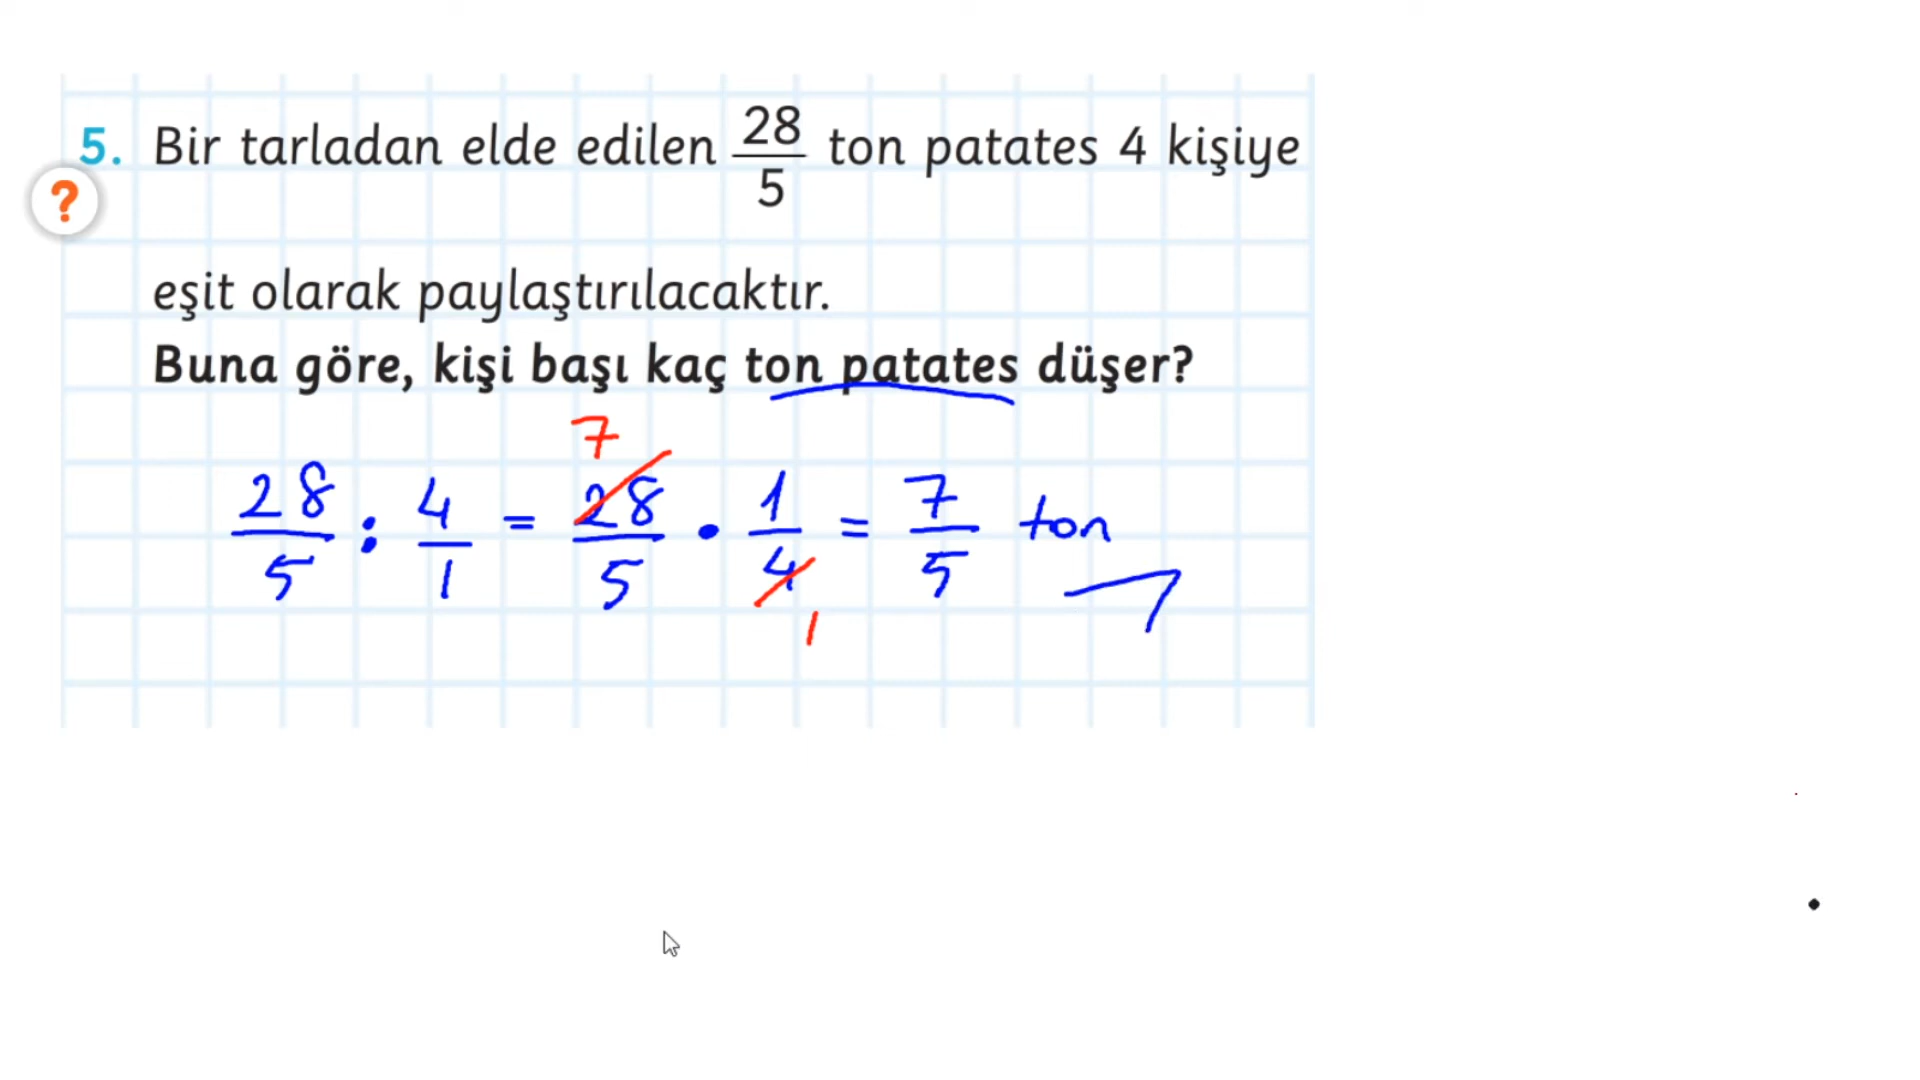 5. Bir tarladan elde edilen 28/5 ton patates 4 kişiye
?
eşit olarak paylaştırılacaktır.
Buna göre, kişi başı kaç ton patates düşer?
7
28/5 : 4/1 = 28/5 · 1/4 = 7/5 ton
1